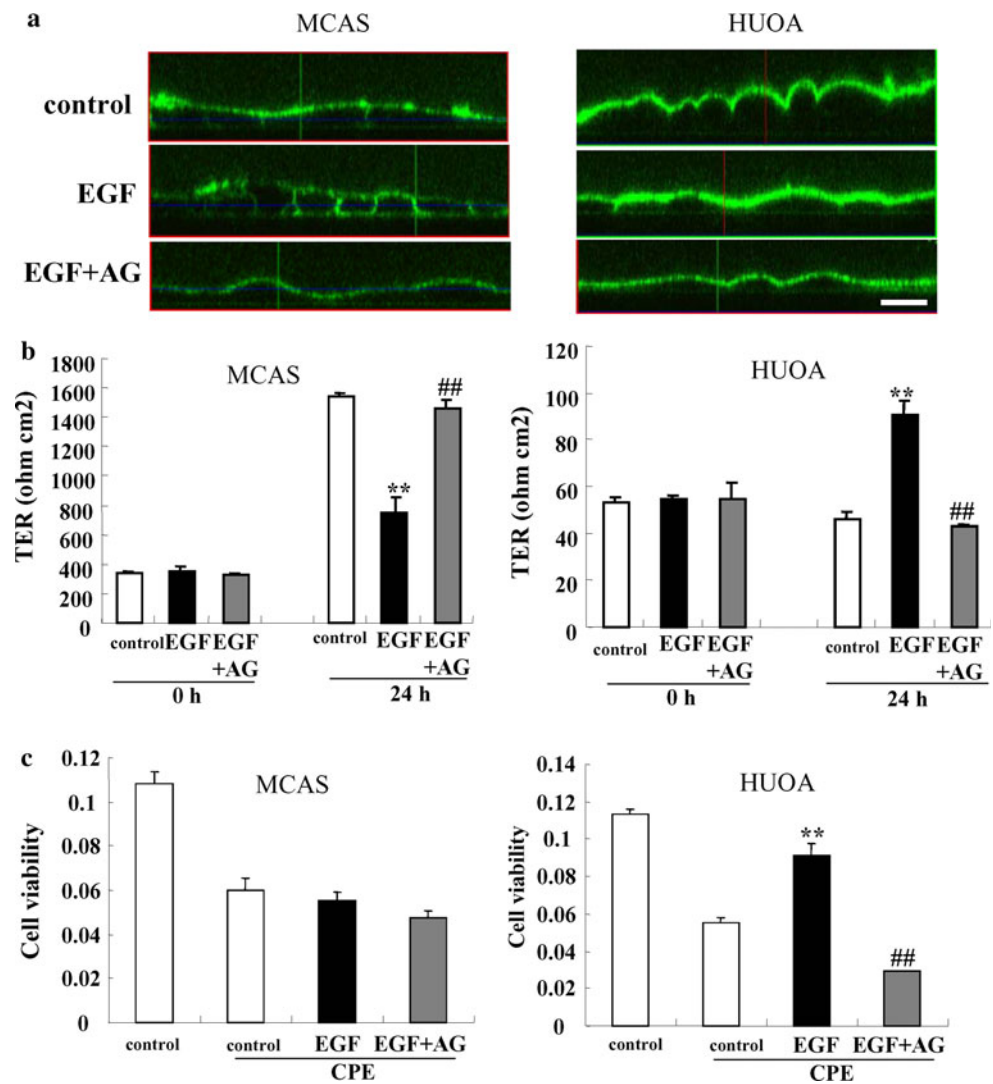 a
MCAS
HUOA
control
EGF
EGF+AG
b
MCAS
TER (ohm cm2)
1800
1600
1400
1200
1000
800
600
400
200
0
**
##
control EGF EGF +AG
control EGF EGF +AG
0 h
24 h
HUOA
TER (ohm cm2)
120
100
80
60
40
20
0
**
##
control EGF EGF +AG
control EGF EGF +AG
0 h
24 h
c
MCAS
Cell viability
0.12
0.1
0.08
0.06
0.04
0.02
0
control
control EGF EGF+AG
CPE
HUOA
Cell viability
0.14
0.12
0.1
0.08
0.06
0.04
0.02
0
**
##
control
control EGF EGF+AG
CPE